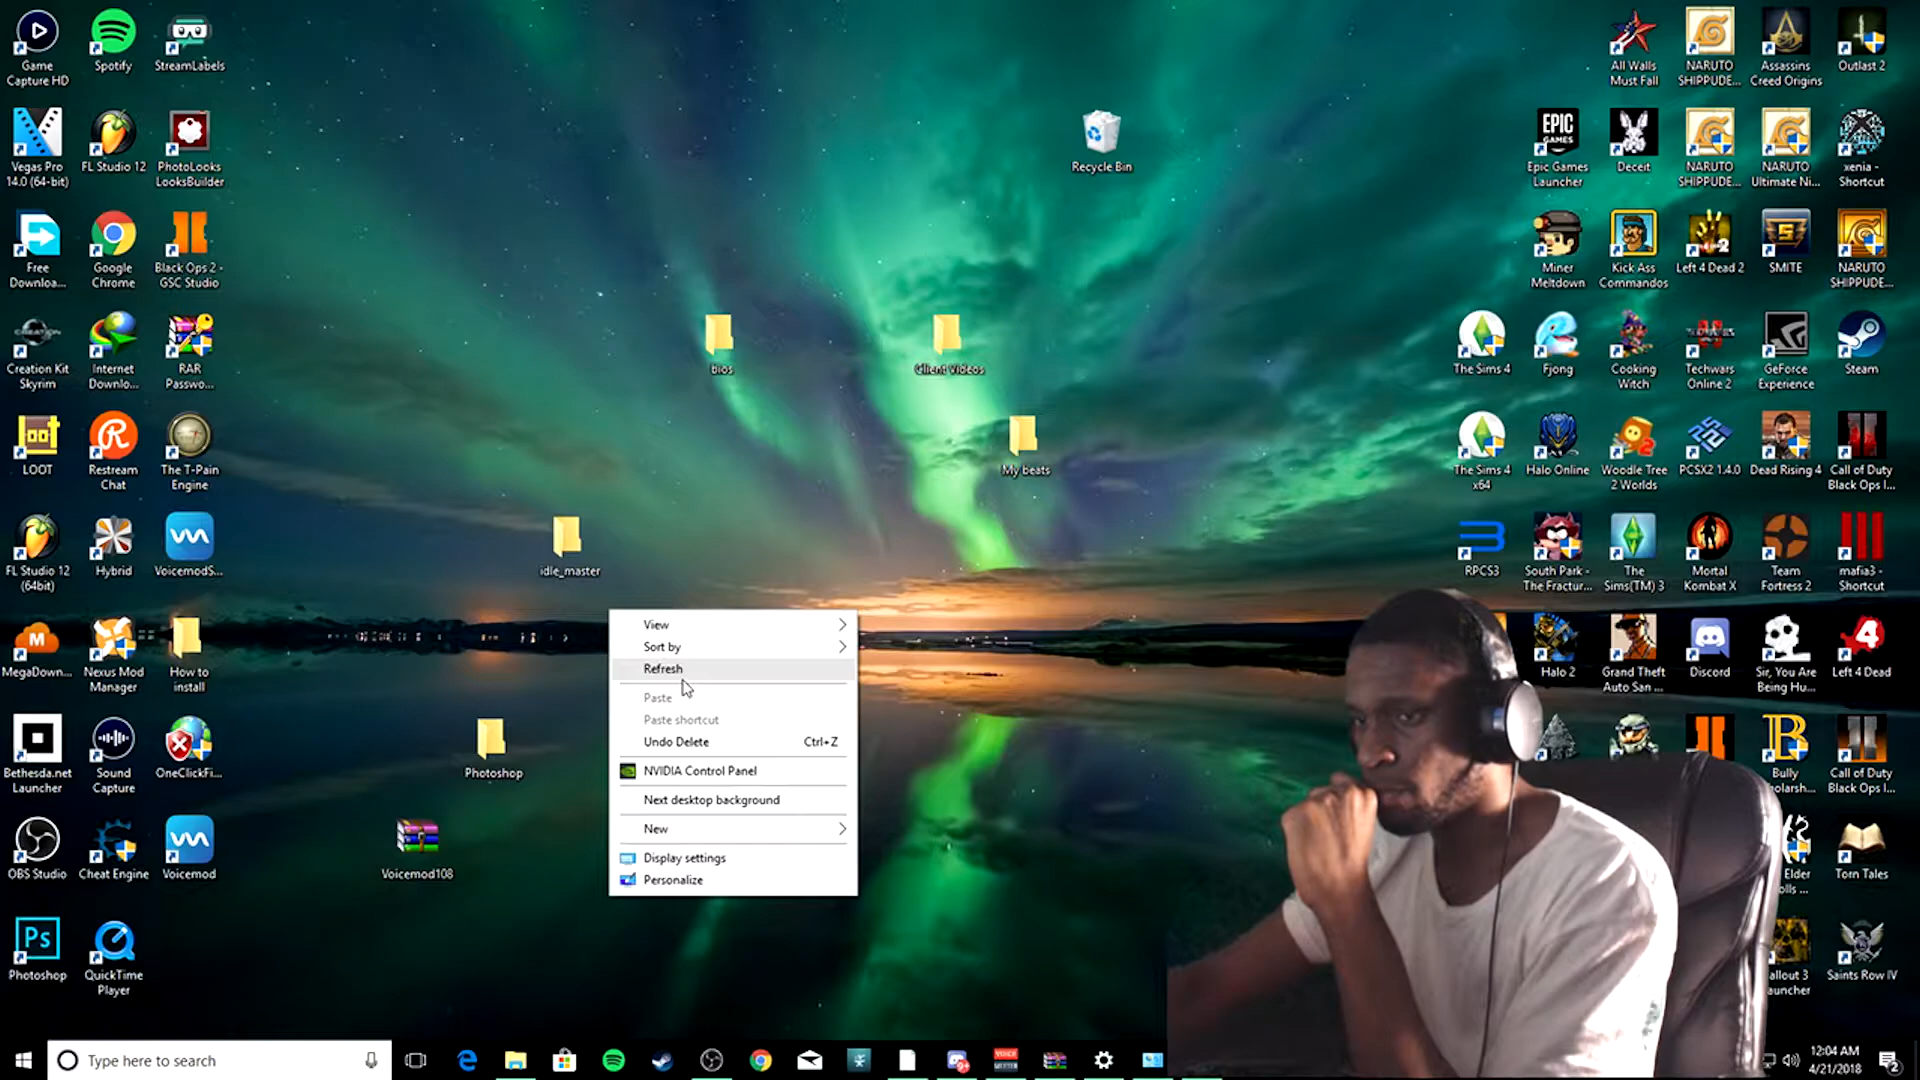 Game
Capture HD
Spotify
StreamLabels
Vegas Pro
14.0 (64-bit)
FL Studio 12
PhotoLooks
LooksBuilder
Free
Downloa...
Google
Chrome
Black Ops 2 -
GSC Studio
CREATION
Creation Kit
Skyrim
Internet
Downlo...
RAR
Passwo...
LOOT
LOOT
Restream
Chat
The T-Pain
Engine
FL Studio 12
(64bit)
Hybrid
VoicemodS...
MegaDown...
Nexus Mod
Manager
How to
install
Bethesda.net
Launcher
Sound
Capture
OneClickFi...
OBS Studio
Cheat Engine
Voicemod
Ps
Photoshop
QuickTime
Player
Recycle Bin
Bios
Client Videos
My beats
idle_master
Photoshop
Voicemod108
View
Sort by
Refresh
Paste
Paste shortcut
Undo Delete Ctrl+Z
NVIDIA Control Panel
Next desktop background
New
Display settings
Personalize
All Walls
Must Fall
NARUTO
SHIPPUDE...
Assassins
Creed Origins
Outlast 2
EPIC
GAMES
Epic Games
Launcher
Deceit
NARUTO
SHIPPUDE...
NARUTO
Ultimate Ni...
xenia -
Shortcut
Miner
Meltdown
Kick Ass
Commandos
Left 4 Dead 2
SMITE
NARUTO
SHIPPUDE...
The Sims 4
Fjong
Cooking
Witch
Techwars
Online 2
GeForce
Experience
Steam
The Sims 4
x64
Halo Online
Woodle Tree
2 Worlds
PCSX2 1.4.0
Dead Rising 4
Call of Duty
Black Ops I...
RPCS3
South Park -
The Fractur...
The
Sims(TM) 3
Mortal
Kombat X
Team
Fortress 2
mafia3 -
Shortcut
Halo 2
Grand Theft
Auto San ...
Discord
Sir, You Are
Being Hu...
Left 4 Dead
Bully
Call of Duty
Black Ops I...
Elder
Torn Tales
Saints Row IV
Type here to search
VOICE
MEETER
12:04 AM
4/21/2018
2